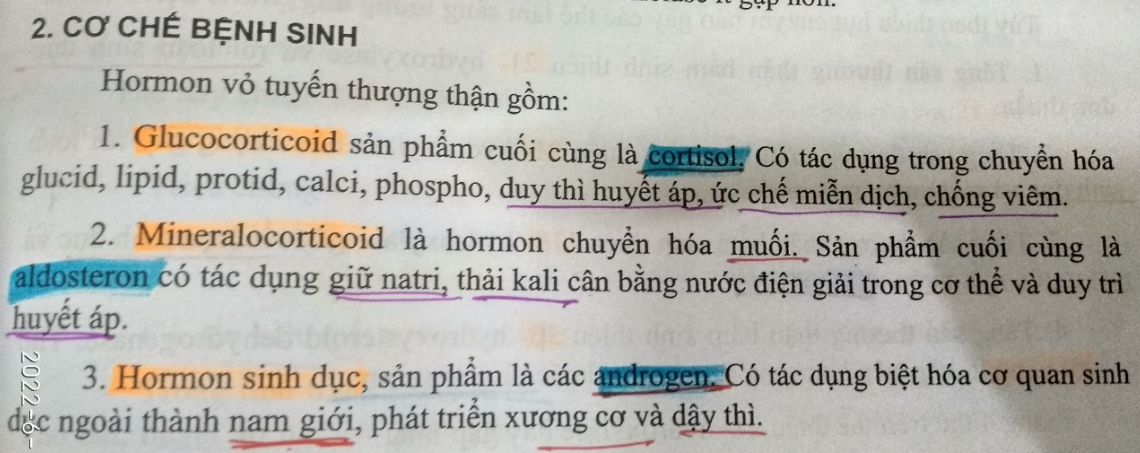 2. CƠ CHẾ BỆNH SINH
Hormon vỏ tuyến thượng thận gồm:
1. Glucocorticoid sản phẩm cuối cùng là cortisol. Có tác dụng trong chuyển hóa
glucid, lipid, protid, calci, phospho, duy thì huyết áp, ức chế miễn dịch, chống viêm.
2. Mineralocorticoid là hormon chuyển hóa muối. Sản phẩm cuối cùng là
aldosteron có tác dụng giữ natri, thải kali cân bằng nước điện giải trong cơ thể và duy trì
huyết áp.
3. Hormon sinh dục, sản phẩm là các androgen. Có tác dụng biệt hóa cơ quan sinh
dục ngoài thành nam giới, phát triển xương cơ và dậy thì.
2022-6-